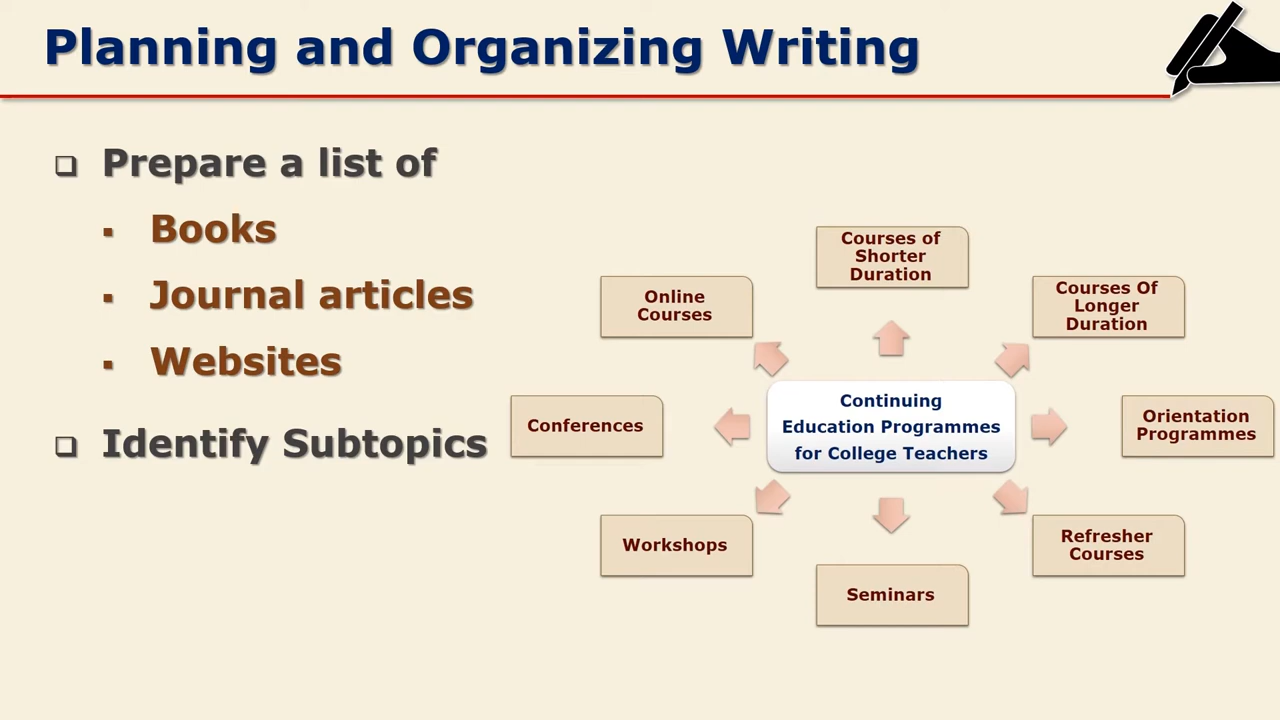 Planning and Organizing Writing
Prepare a list of
Books
Journal articles
Websites
Identify Subtopics
Courses of
Shorter
Duration
Courses Of
Longer
Duration
Orientation
Programmes
Refresher
Courses
Seminars
Workshops
Conferences
Online
Courses
Continuing
Education Programmes
for College Teachers